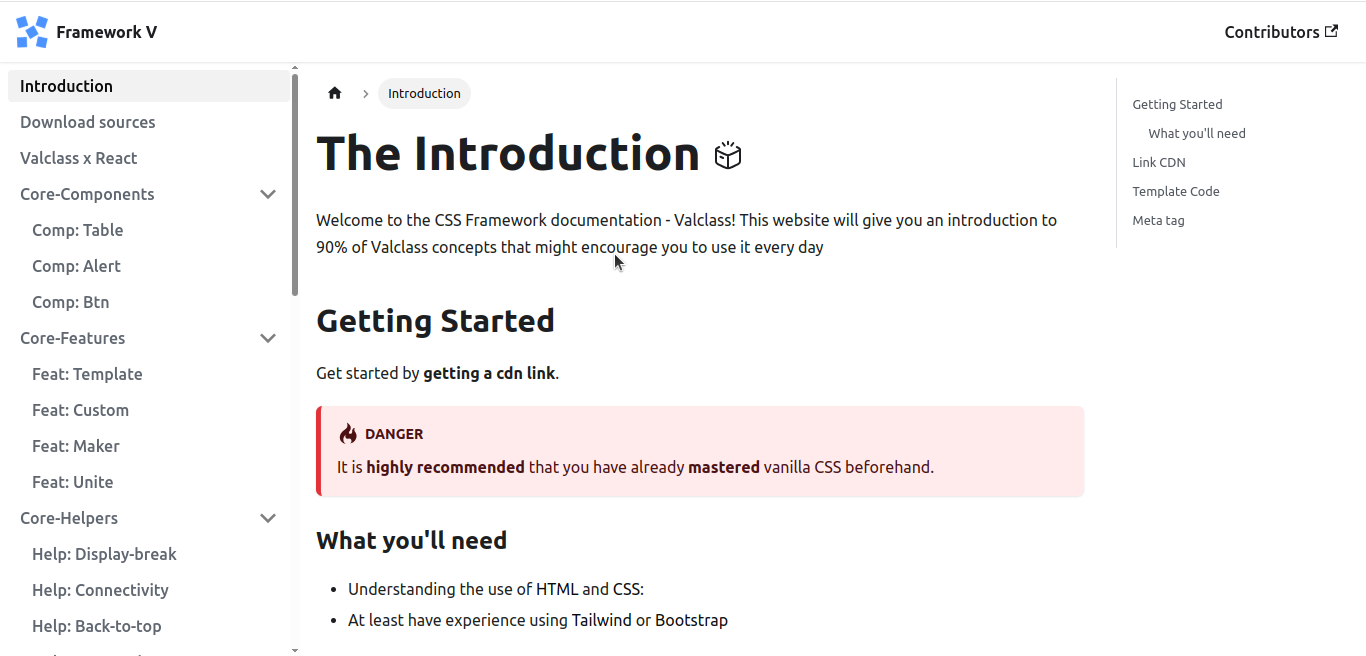 Framework V
Contributors
Introduction
Download sources
Valclass x React
Core-Components
Comp: Table
Comp: Alert
Comp: Btn
Core-Features
Feat: Template
Feat: Custom
Feat: Maker
Feat: Unite
Core-Helpers
Help: Display-break
Help: Connectivity
Help: Back-to-top
Introduction
The Introduction
Welcome to the CSS Framework documentation - Valclass! This website will give you an introduction to
90% of Valclass concepts that might encourage you to use it every day
Getting Started
Get started by getting a cdn link.
DANGER
It is highly recommended that you have already mastered vanilla CSS beforehand.
What you'll need
Understanding the use of HTML and CSS:
At least have experience using Tailwind or Bootstrap
Getting Started
What you'll need
Link CDN
Template Code
Meta tag